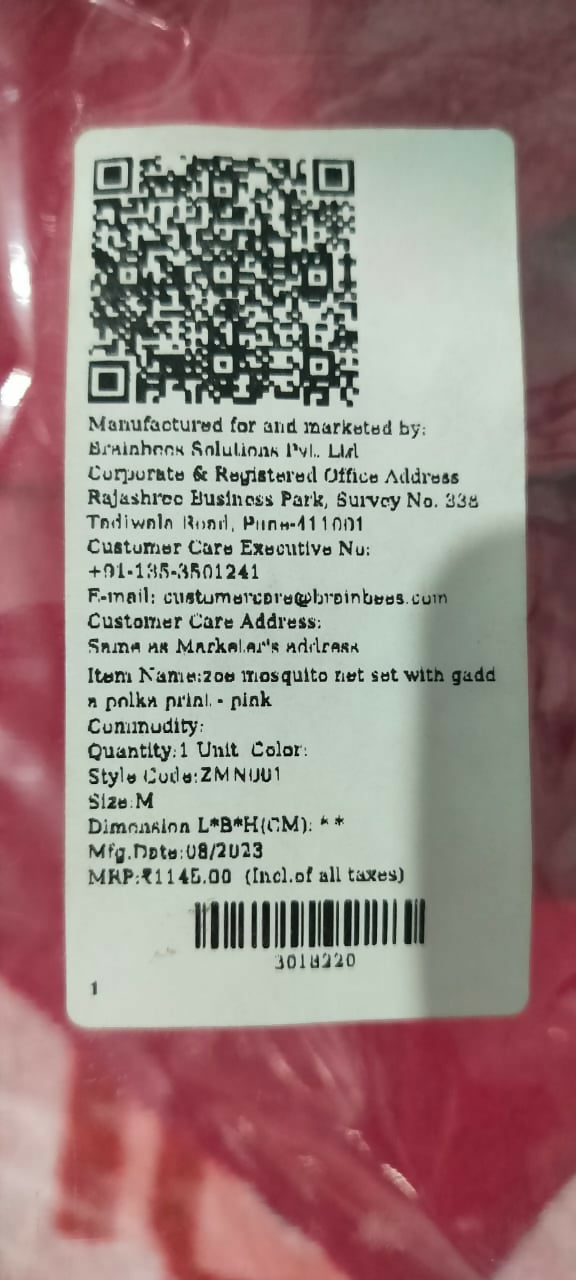 Manufactured for and marketed by:
Brainbees Solutions Pvt. Ltd
Corporate & Registered Office Address
Rajashree Business Park, Survey No. 338
Tadiwala Road, Pune-411001
Customer Care Executive No:
+91-135-3501241
E-mail: customercare@brainbees.com
Customer Care Address:
Same as Marketer's address
Item Name:zoe mosquito net set with gadd
a polka print - pink
Commodity:
Quantity:1 Unit Color:
Style Code:ZMN001
Size:M
Dimension L*B*H(CM): * *
Mfg.Date:08/2023
MRP:₹1145.00 (Incl.of all taxes)
3018220
1